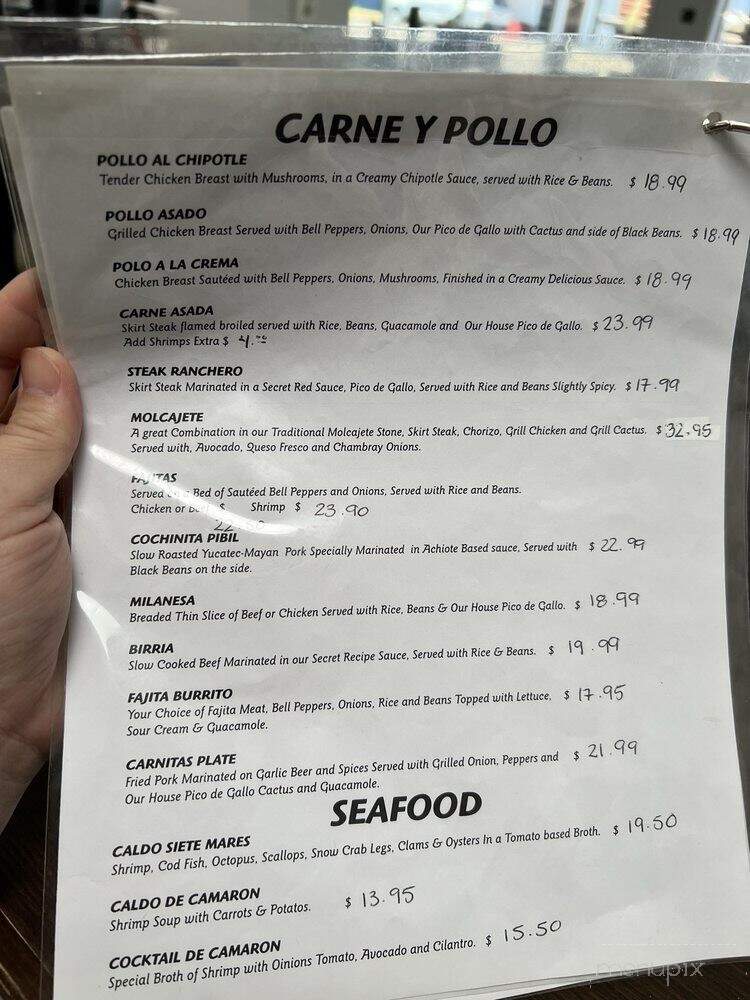 CARNE Y POLLO
POLLO AL CHIPOTLE
Tender Chicken Breast with Mushrooms, in a Creamy Chipotle Sauce, served with Rice & Beans. $ 18.99
POLLO ASADO
Grilled Chicken Breast Served with Bell Peppers, Onions, Our Pico de Gallo with Cactus and side of Black Beans. $ 18.99
POLO A LA CREMA
Chicken Breast Sautéed with Bell Peppers, Onions, Mushrooms, Finished in a Creamy Delicious Sauce. $ 18.99
CARNE ASADA
Skirt Steak flamed broiled served with Rice, Beans, Guacamole and Our House Pico de Gallo. $ 23.99
Add Shrimps Extra $ 4.
STEAK RANCHERO
Skirt Steak Marinated in a Secret Red Sauce, Pico de Gallo, Served with Rice and Beans Slightly Spicy. $ 17.99
MOLCAJETE
A great Combination in our Traditional Molcajete Stone, Skirt Steak, Chorizo, Grill Chicken and Grill Cactus. $ 32.95
Served with, Avocado, Queso Fresco and Chambray Onions.
FAJITAS
Served on a Bed of Sautéed Bell Peppers and Onions, Served with Rice and Beans.
Chicken or Beef $ Shrimp $ 23.90
22.50
COCHINITA PIBIL
Slow Roasted Yucatec-Mayan Pork Specially Marinated in Achiote Based sauce, Served with $ 22.99
Black Beans on the side.
MILANESA
Breaded Thin Slice of Beef or Chicken Served with Rice, Beans & Our House Pico de Gallo. $ 18.99
BIRRIA
Slow Cooked Beef Marinated in our Secret Recipe Sauce, Served with Rice & Beans. $ 19.99
FAJITA BURRITO
Your Choice of Fajita Meat, Bell Peppers, Onions, Rice and Beans Topped with Lettuce, $ 17.95
Sour Cream & Guacamole.
CARNITAS PLATE
Fried Pork Marinated on Garlic Beer and Spices Served with Grilled Onion, Peppers and $ 21.99
Our House Pico de Gallo Cactus and Guacamole.
SEAFOOD
CALDO SIETE MARES
Shrimp, Cod Fish, Octopus, Scallops, Snow Crab Legs, Clams & Oysters In a Tomato based Broth. $ 19.50
CALDO DE CAMARON
Shrimp Soup with Carrots & Potatos. $ 13.95
COCKTAIL DE CAMARON
Special Broth of Shrimp with Oinions Tomato, Avocado and Cilantro. $ 15.50
menupix